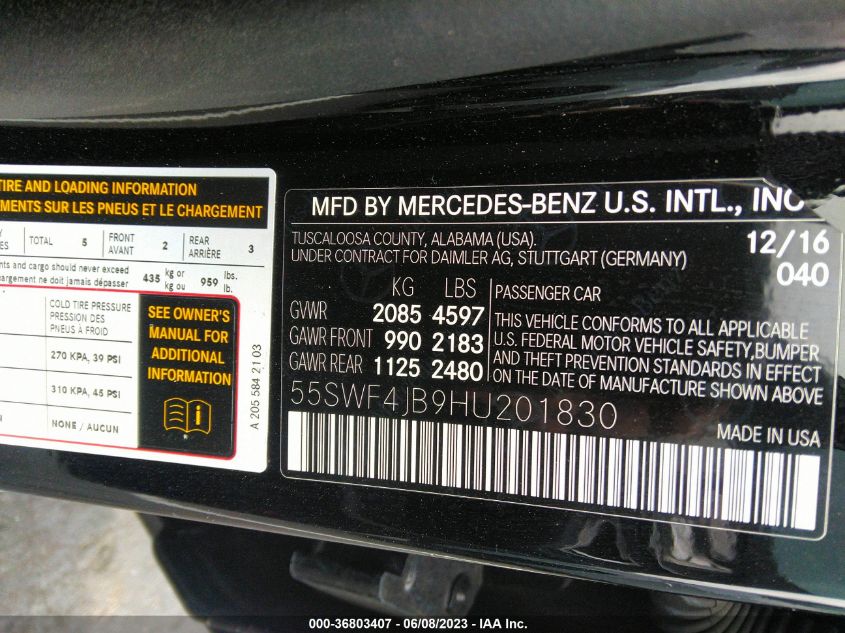 TIRE AND LOADING INFORMATION
SUR LES PNEUS ET LE CHARGEMENT
TOTAL 5 FRONT AVANT 2 REAR ARRIÈRE 3
and cargo should never exceed
ne doit jamais dépasser
435 kg or kg ou 959 lbs. lb.
COLD TIRE PRESSURE
PRESSION DES
PNEUS À FROID
270 KPA, 39 PSI
310 KPA, 45 PSI
NONE / AUCUN
SEE OWNER'S
MANUAL FOR
ADDITIONAL
INFORMATION
A 205 584 21 03
MFD BY MERCEDES-BENZ U.S. INTL., INC
TUSCALOOSA COUNTY, ALABAMA (USA). 12/16
UNDER CONTRACT FOR DAIMLER AG, STUTTGART (GERMANY) 040
KG LBS
GVWR 2085 4597
GAWR FRONT 990 2183
GAWR REAR 1125 2480
PASSENGER CAR
THIS VEHICLE CONFORMS TO ALL APPLICABLE
U.S. FEDERAL MOTOR VEHICLE SAFETY,BUMPER
AND THEFT PREVENTION STANDARDS IN EFFECT
ON THE DATE OF MANUFACTURE SHOWN ABOVE
55SWF4JB9HU201830
MADE IN USA
000-36803407 - 06/08/2023 - IAA Inc.